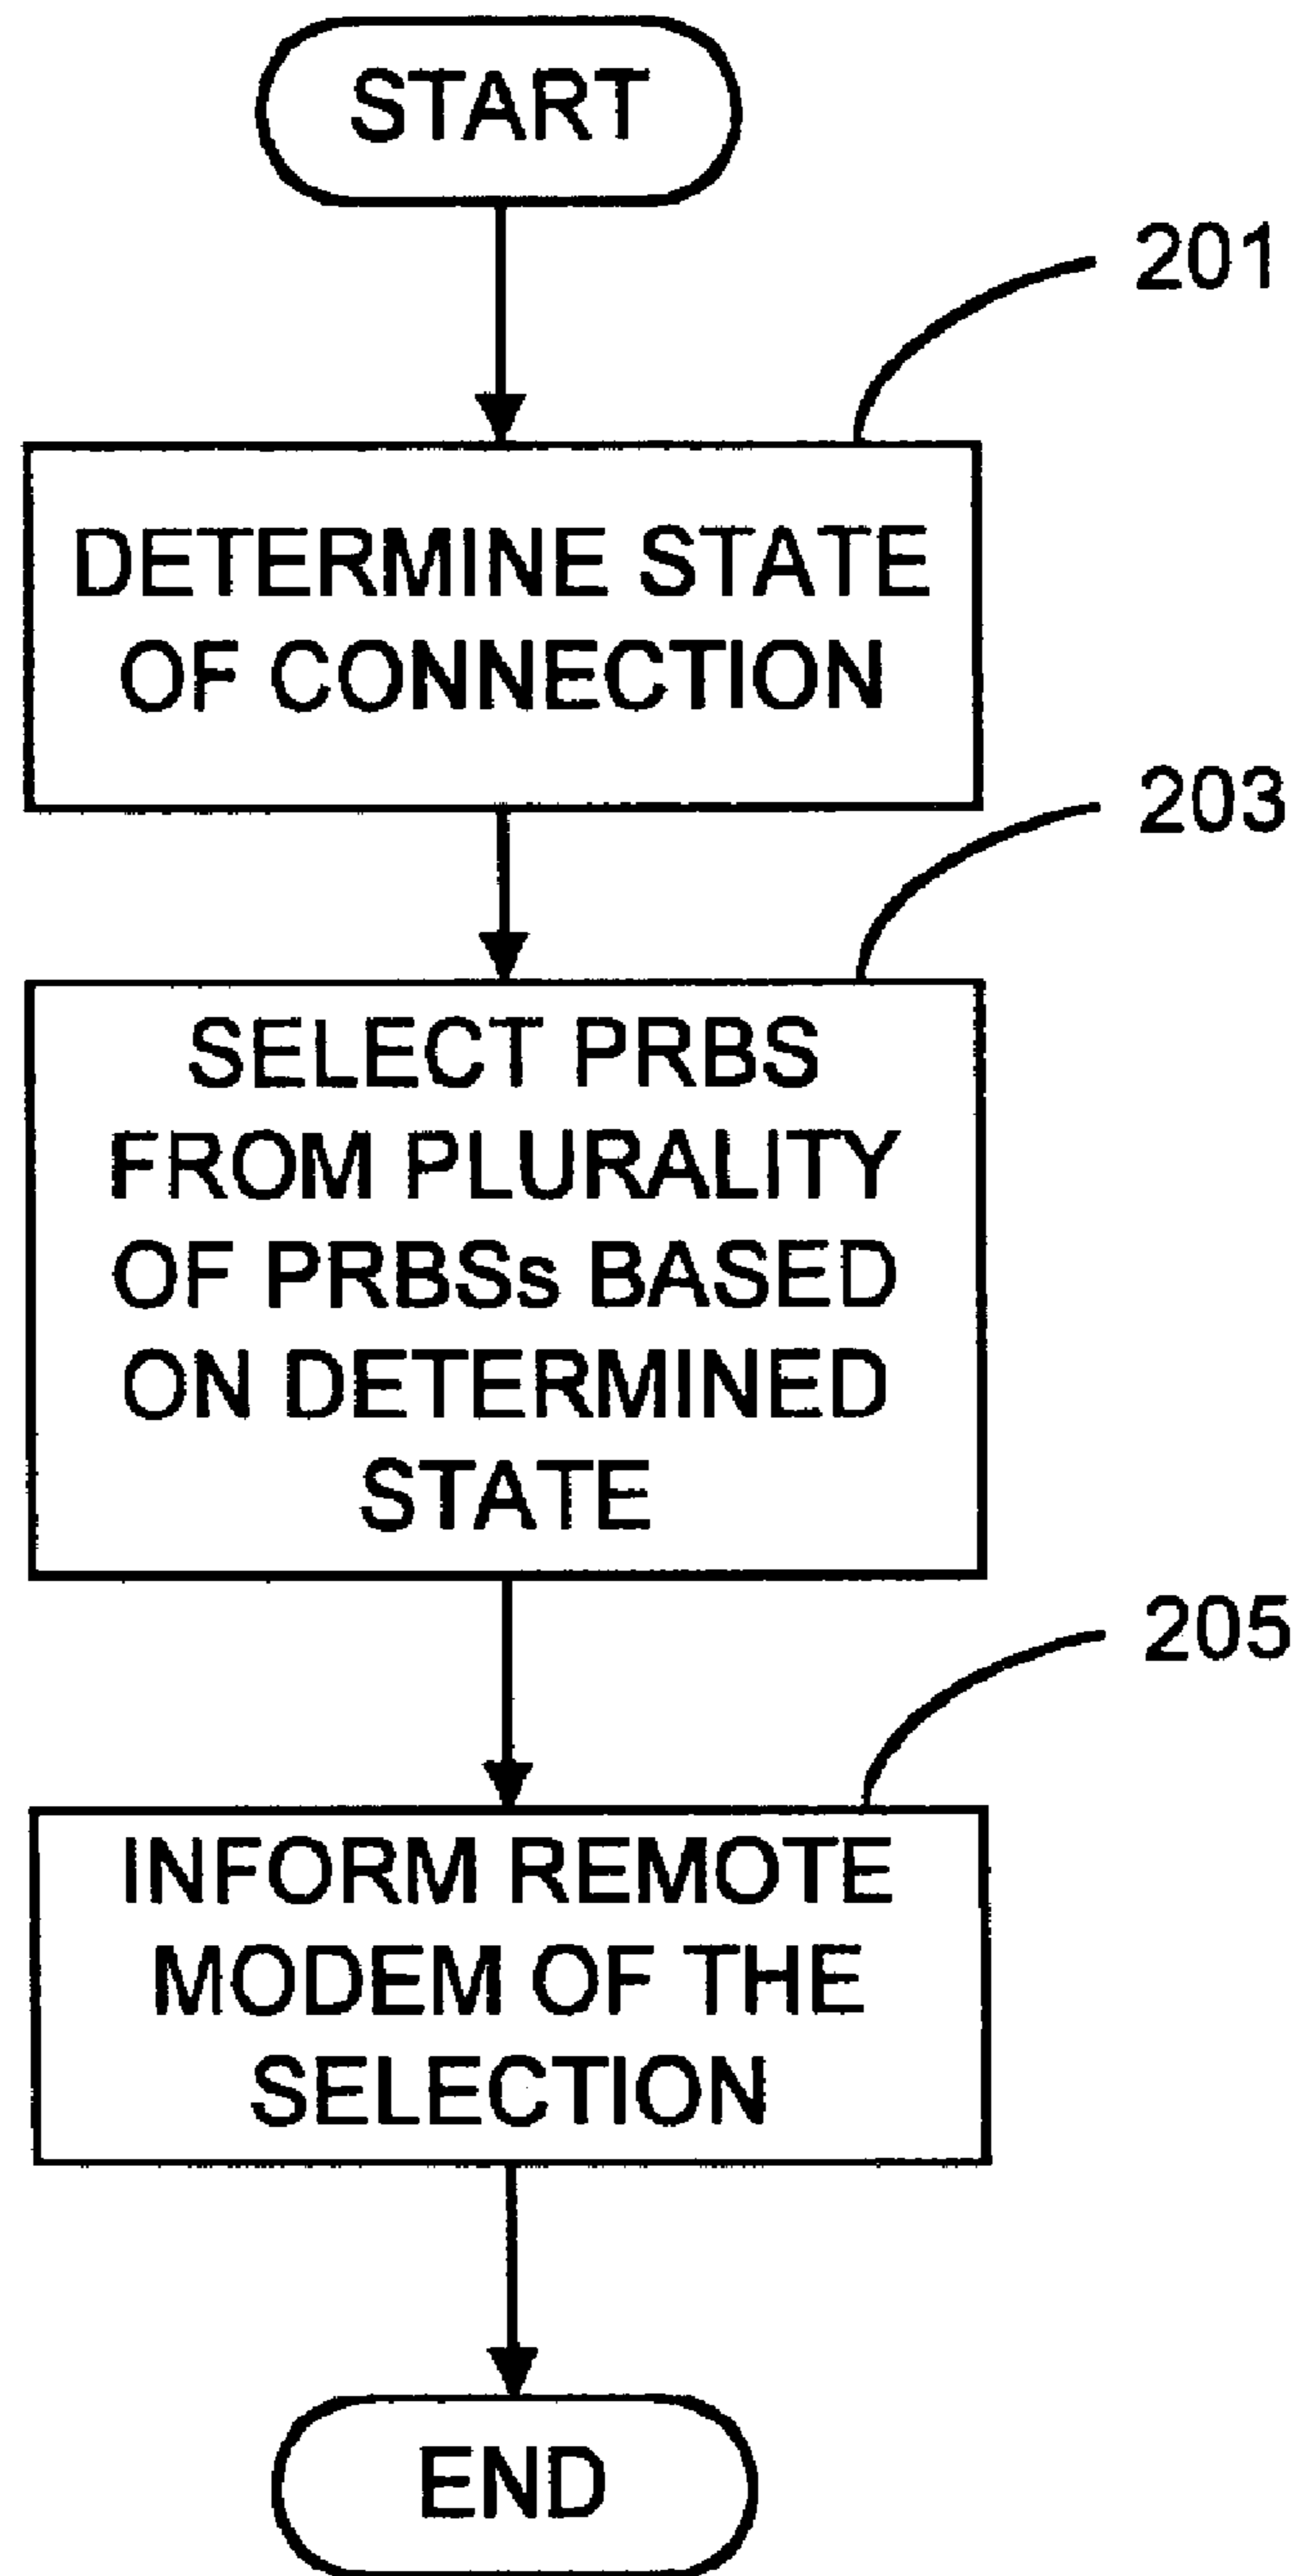 START
201
DETERMINE STATE
OF CONNECTION
203
SELECT PRBS
FROM PLURALITY
OF PRBSs BASED
ON DETERMINED
STATE
205
INFORM REMOTE
MODEM OF THE
SELECTION
END